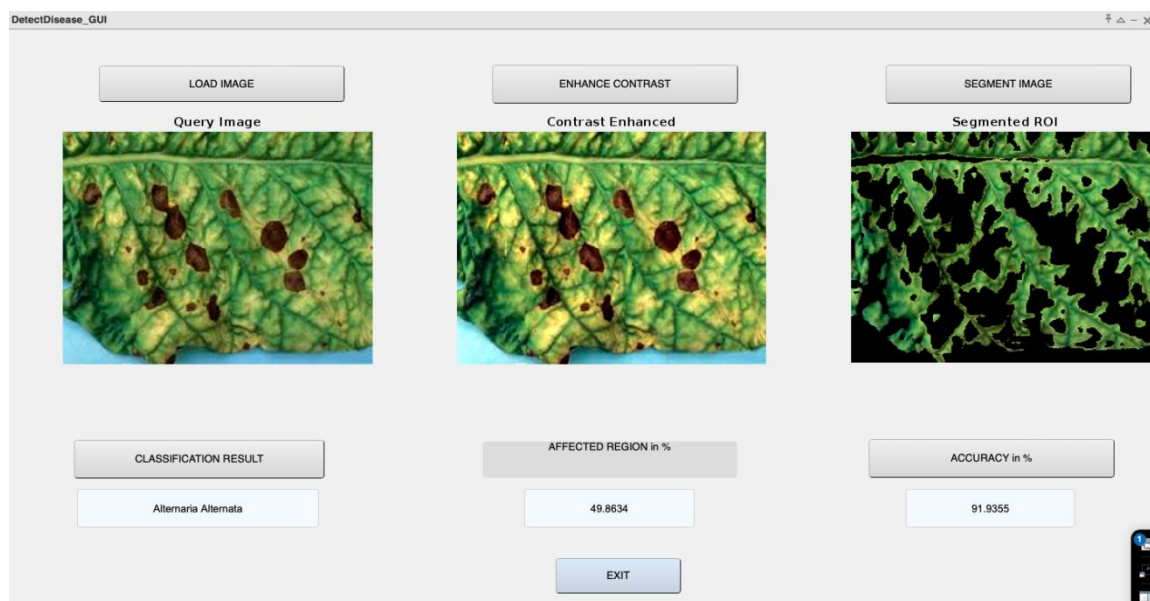 DetectDisease_GUI
LOAD IMAGE
ENHANCE CONTRAST
SEGMENT IMAGE
Query Image
Contrast Enhanced
Segmented ROI
CLASSIFICATION RESULT
AFFECTED REGION in %
ACCURACY in %
Alternaria Alternata
49.8634
91.9355
EXIT
1